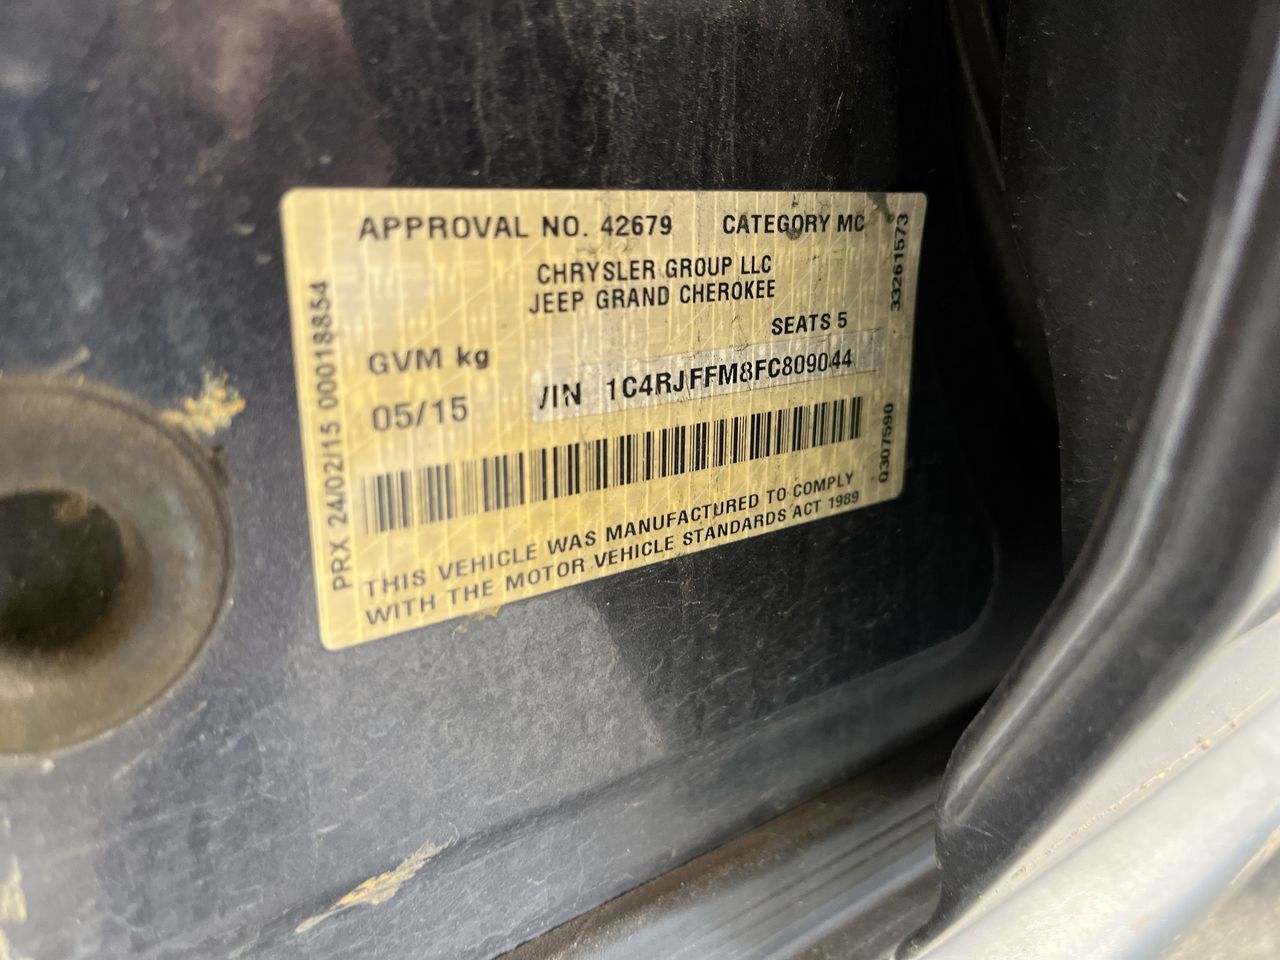 APPROVAL NO. 42679 CATEGORY MC
CHRYSLER GROUP LLC
JEEP GRAND CHEROKEE
SEATS 5
GVM kg
05/15
VIN 1C4RJFFM8FC809044
THIS VEHICLE WAS MANUFACTURED TO COMPLY
WITH THE MOTOR VEHICLE STANDARDS ACT 1989
PRX 24/02/15 00018854
33261573
0307590